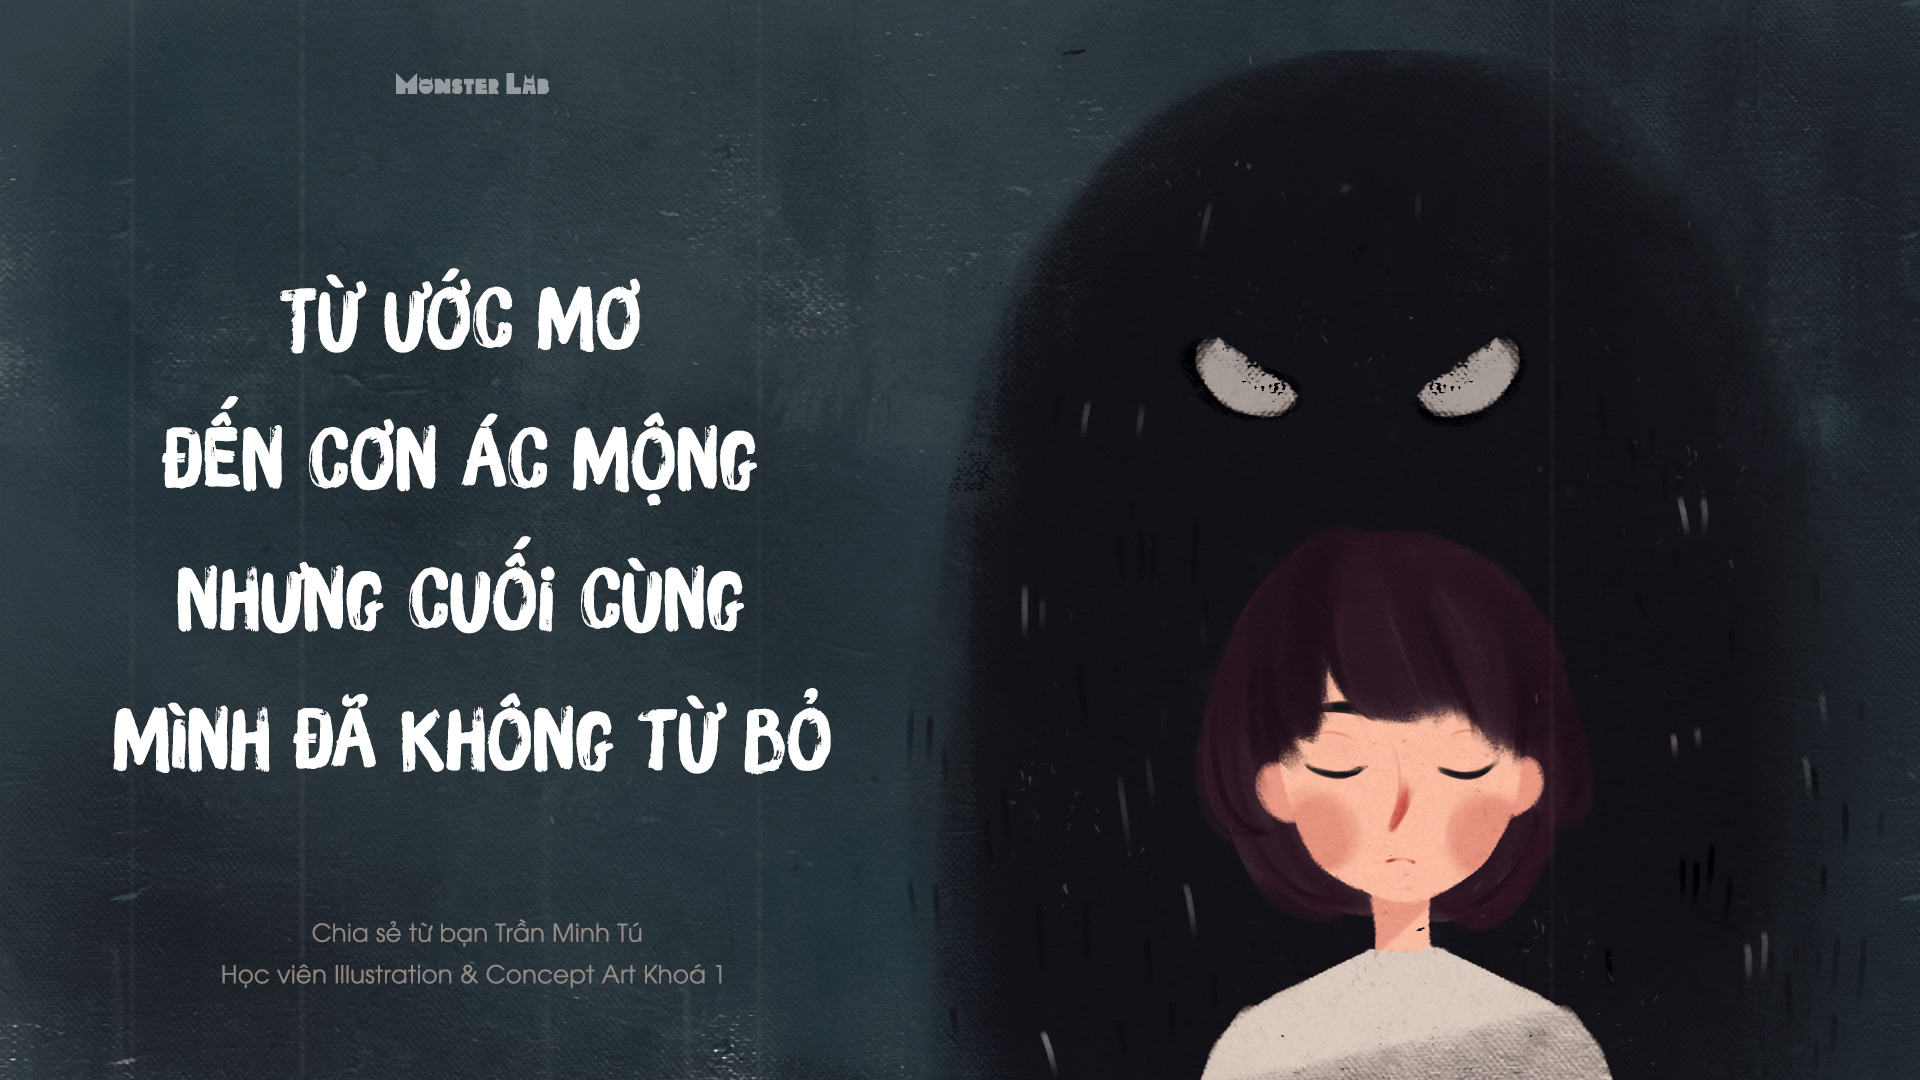 MONSTER LAB
TỪ ƯỚC MƠ
ĐẾN CƠN ÁC MỘNG
NHƯNG CUỐI CÙNG
MÌNH ĐÃ KHÔNG TỪ BỎ
Chia sẻ từ bạn Trần Minh Tú
Học viên Illustration & Concept Art Khoá 1